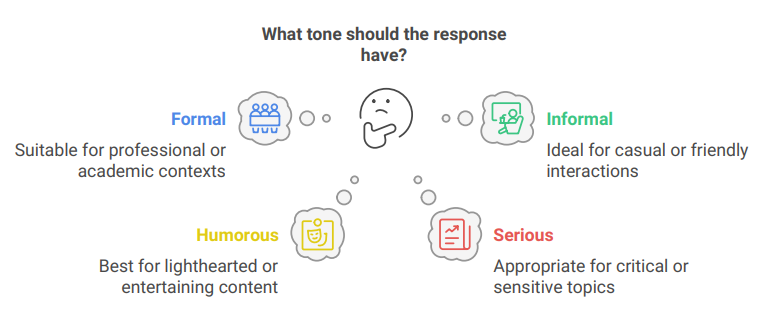 What tone should the response
have?
Formal
Suitable for professional or
academic contexts
Informal
Ideal for casual or friendly
interactions
Humorous
Best for lighthearted or
entertaining content
Serious
Appropriate for critical or
sensitive topics